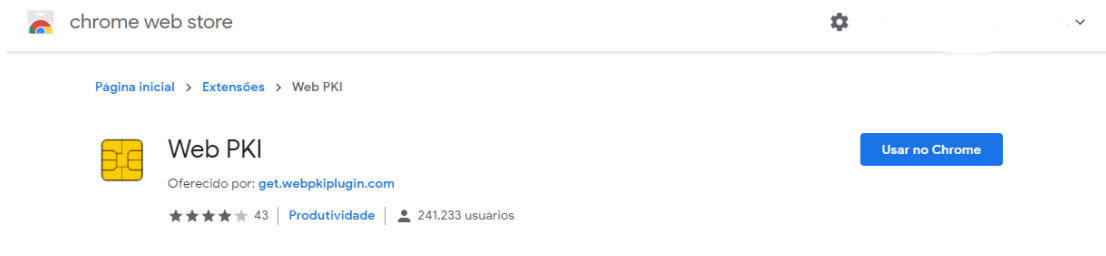 chrome web store
Página inicial > Extensões > Web PKI
Web PKI
Usar no Chrome
Oferecido por: get.webpkiplugin.com
43 | Produtividade | 241.233 usuários